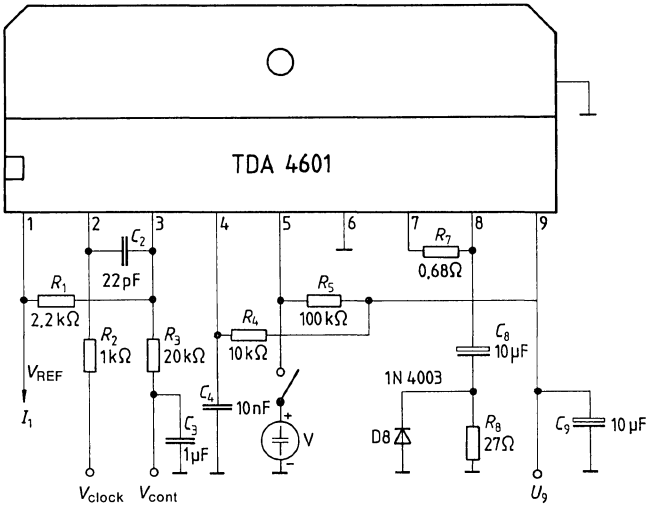 TDA 4601
1 2 3 4 5 6 7 8 9
C2
22pF
R7
0,68Ω
R1
2,2kΩ
R5
100kΩ
R2
1kΩ
R3
20kΩ
R4
10kΩ
C8
10µF
VREF
I1
C4
10nF
1N 4003
C3
1µF
+
V
-
D8
R8
27Ω
C9
10µF
Vclock
Vcont
U9